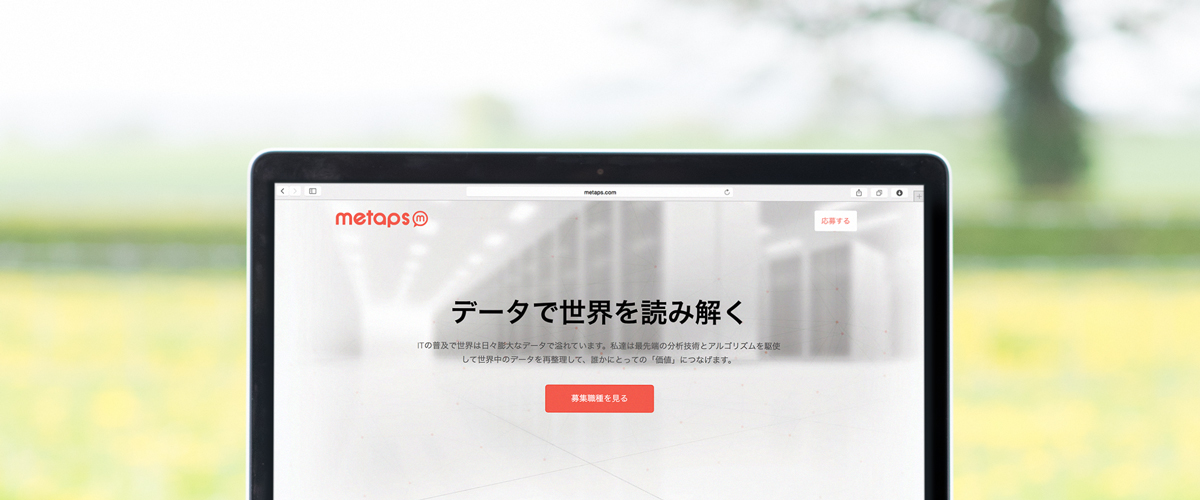 metaps.com
metaps m
応募する
データで世界を読み解く
ITの普及で世界は日々膨大なデータで溢れています。私達は最先端の分析技術とアルゴリズムを駆使
して世界中のデータを再整理して、誰かにとっての「価値」につなげます。
募集職種を見る